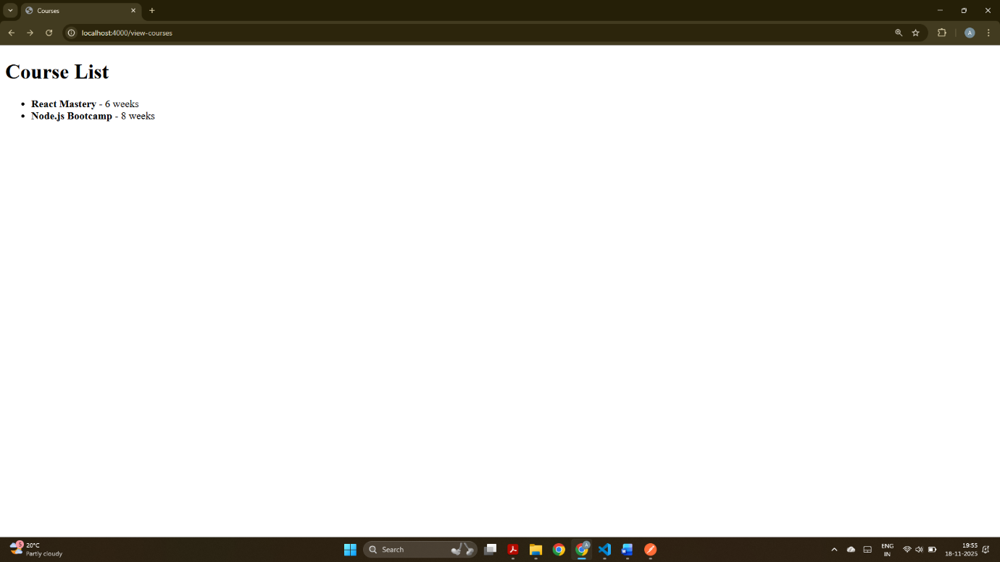 Courses
localhost:4000/view-courses
A
Course List
• React Mastery - 6 weeks
• Node.js Bootcamp - 8 weeks
5
20°C
Partly cloudy
Search
A
W
ENG
IN
19:55
18-11-2025